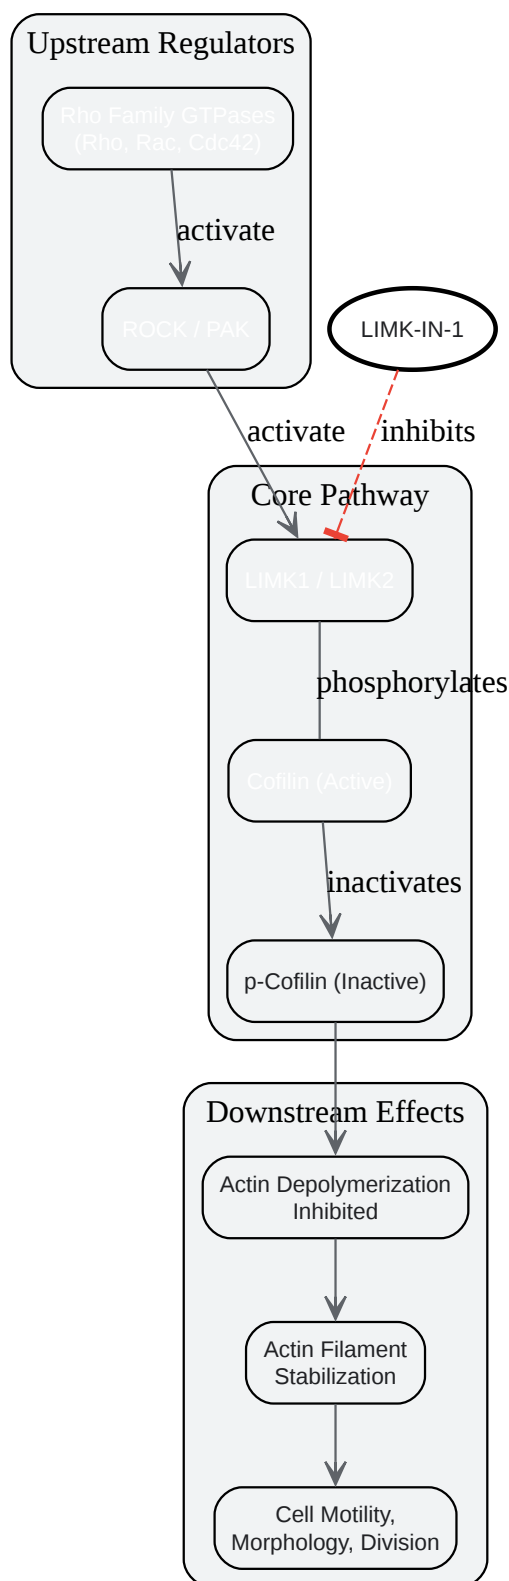 Upstream Regulators
Rho Family GTPases
(Rho, Rac, Cdc42)
activate
ROCK / PAK
LIMK-IN-1
activate
inhibits
Core Pathway
LIMK1 / LIMK2
phosphorylates
Cofilin (Active)
inactivates
p-Cofilin (Inactive)
Downstream Effects
Actin Depolymerization
Inhibited
Actin Filament
Stabilization
Cell Motility,
Morphology, Division